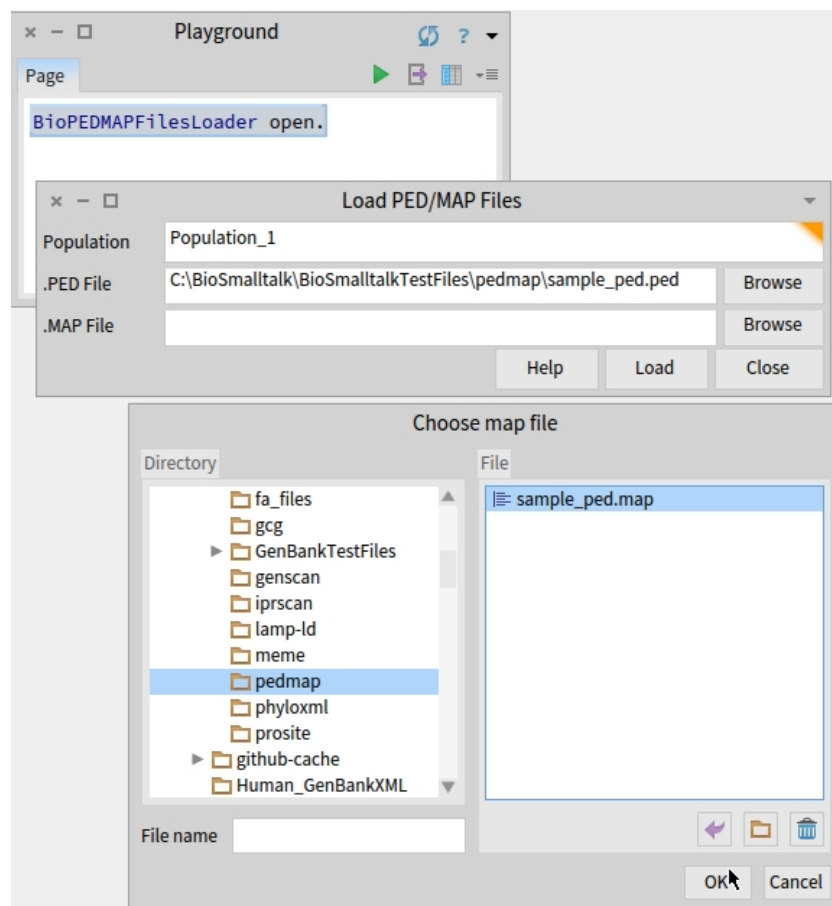 Playground
?
Page
BioPEDMAPFilesLoader open.
Load PED/MAP Files
Population Population_1
.PED File C:\BioSmalltalk\BioSmalltalkTestFiles\pedmap\sample_ped.ped Browse
.MAP File Browse
Help Load Close
Choose map file
Directory File
fa_files sample_ped.map
gcg
GenBankTestFiles
genscan
iprscan
lamp-ld
meme
pedmap
phyloxml
prosite
github-cache
Human_GenBankXML
File name
OK Cancel